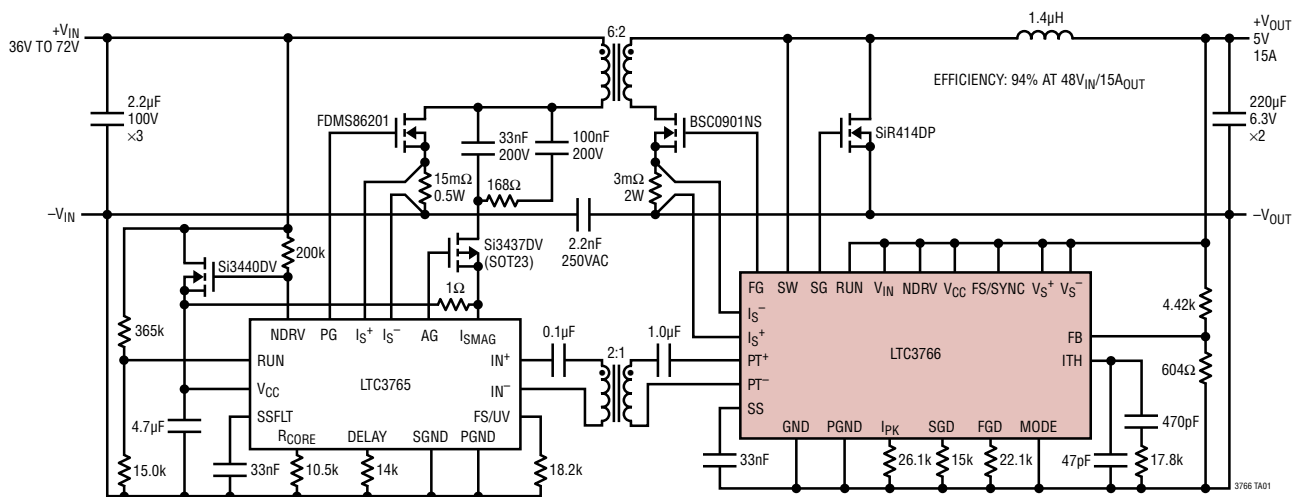 +VIN
36V TO 72V
2.2µF
100V
×3
FDMS86201
33nF
200V
100nF
200V
6:2
BSC0901NS
SiR414DP
1.4µH
+VOUT
5V
15A
EFFICIENCY: 94% AT 48VIN/15AOUT
220µF
6.3V
×2
15mΩ
0.5W
168Ω
3mΩ
2W
–VIN
2.2nF
250VAC
–VOUT
Si3440DV
200k
Si3437DV
(SOT23)
1Ω
365k
NDRV
PG
IS+
IS–
AG
ISMAG
RUN
VCC
SSFLT
LTC3765
IN+
IN–
FS/UV
RCORE
DELAY
SGND
PGND
4.7µF
15.0k
33nF
10.5k
14k
18.2k
0.1µF
2:1
1.0µF
FG
SW
SG
RUN
VIN
NDRV
VCC
FS/SYNC
VS+
VS–
IS–
IS+
PT+
PT–
SS
LTC3766
FB
ITH
GND
PGND
IPK
SGD
FGD
MODE
33nF
26.1k
15k
22.1k
47pF
4.42k
604Ω
470pF
17.8k
3766 TA01